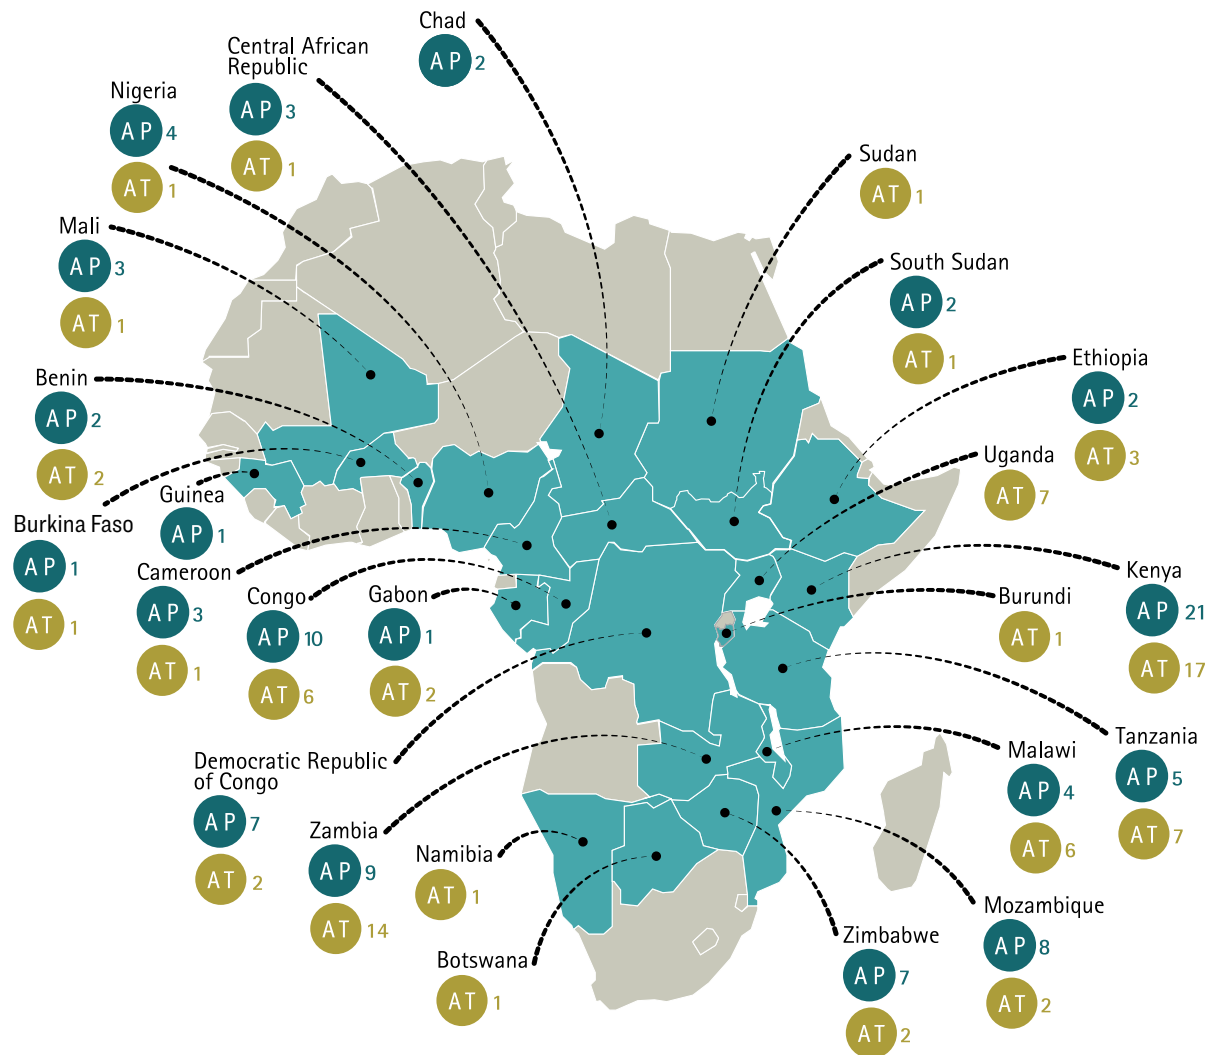 Chad
AP 2
Central African
Republic
AP 3
AT 1
Nigeria
AP 4
AT 1
Mali
AP 3
AT 1
Benin
AP 2
AT 2
Burkina Faso
AP 1
AT 1
Guinea
AP 1
Cameroon
AP 3
AT 1
Congo
AP 10
AT 6
Gabon
AP 1
AT 2
Democratic Republic
of Congo
AP 7
AT 2
Zambia
AP 9
AT 14
Namibia
AT 1
Botswana
AT 1
Sudan
AT 1
South Sudan
AP 2
AT 1
Ethiopia
AP 2
AT 3
Uganda
AT 7
Kenya
AP 21
AT 17
Burundi
AT 1
Tanzania
AP 5
AT 7
Malawi
AP 4
AT 6
Mozambique
AP 8
AT 2
Zimbabwe
AP 7
AT 2